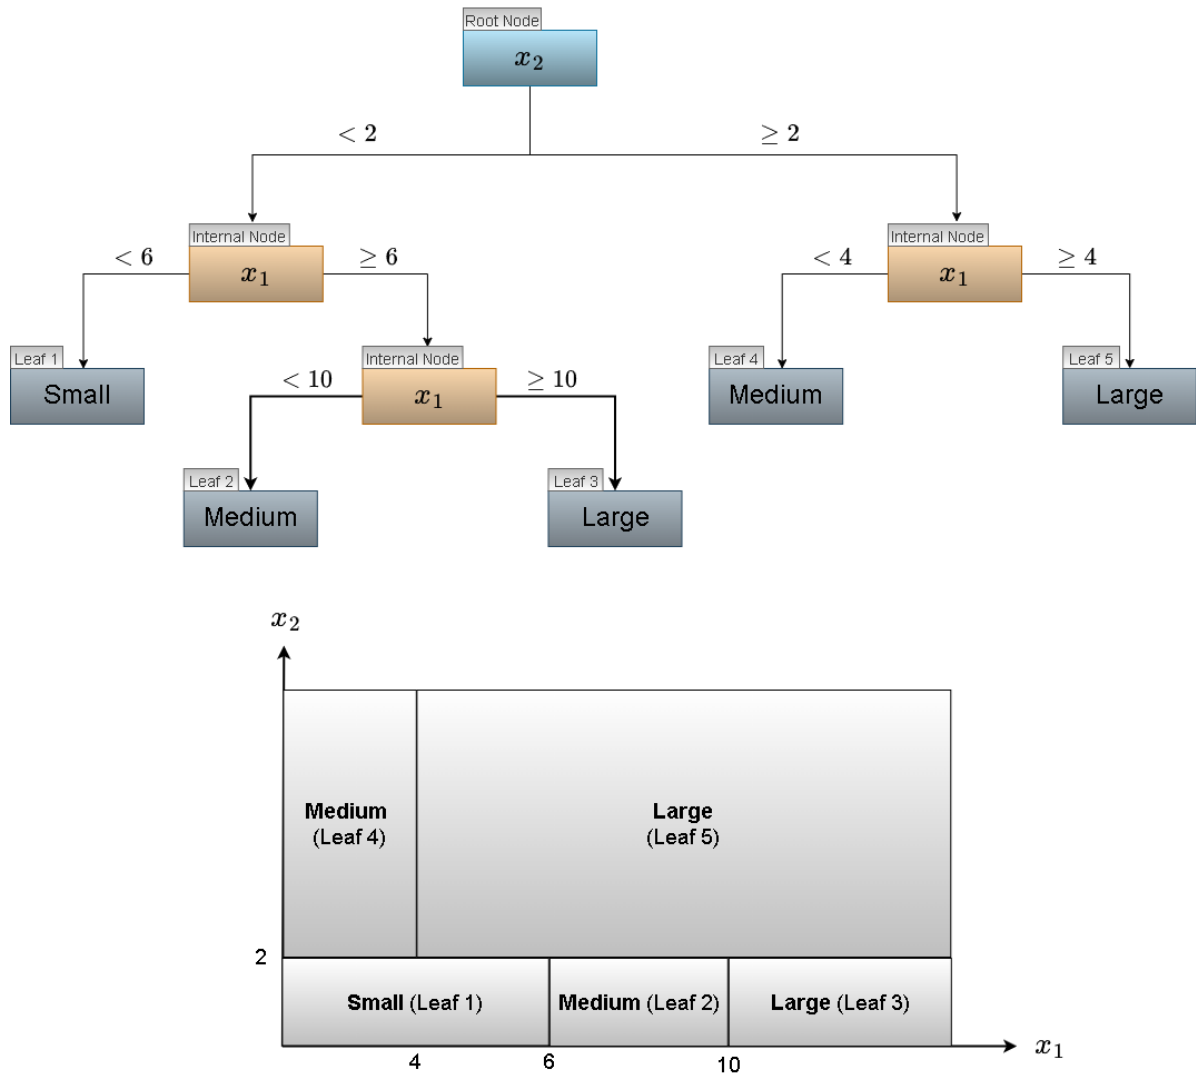 Root Node
x₂
< 2
≥ 2
Internal Node
x₁
< 6
≥ 6
Internal Node
x₁
< 4
≥ 4
Leaf 1
Small
Internal Node
x₁
< 10
≥ 10
Leaf 4
Medium
Leaf 5
Large
Leaf 2
Medium
Leaf 3
Large
x₂
Medium
(Leaf 4)
Large
(Leaf 5)
2
Small (Leaf 1)
Medium (Leaf 2)
Large (Leaf 3)
4
6
10
x₁